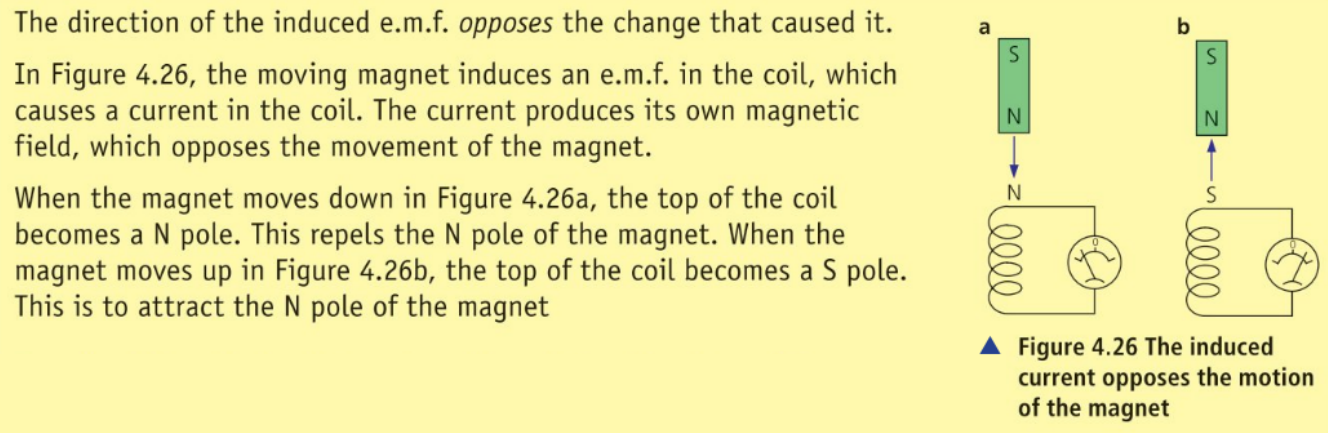 The direction of the induced e.m.f. opposes the change that caused it.
In Figure 4.26, the moving magnet induces an e.m.f. in the coil, which
causes a current in the coil. The current produces its own magnetic
field, which opposes the movement of the magnet.
When the magnet moves down in Figure 4.26a, the top of the coil
becomes a N pole. This repels the N pole of the magnet. When the
magnet moves up in Figure 4.26b, the top of the coil becomes a S pole.
This is to attract the N pole of the magnet
a
S
N
N
0
b
S
N
S
0
▲ Figure 4.26 The induced
current opposes the motion
of the magnet